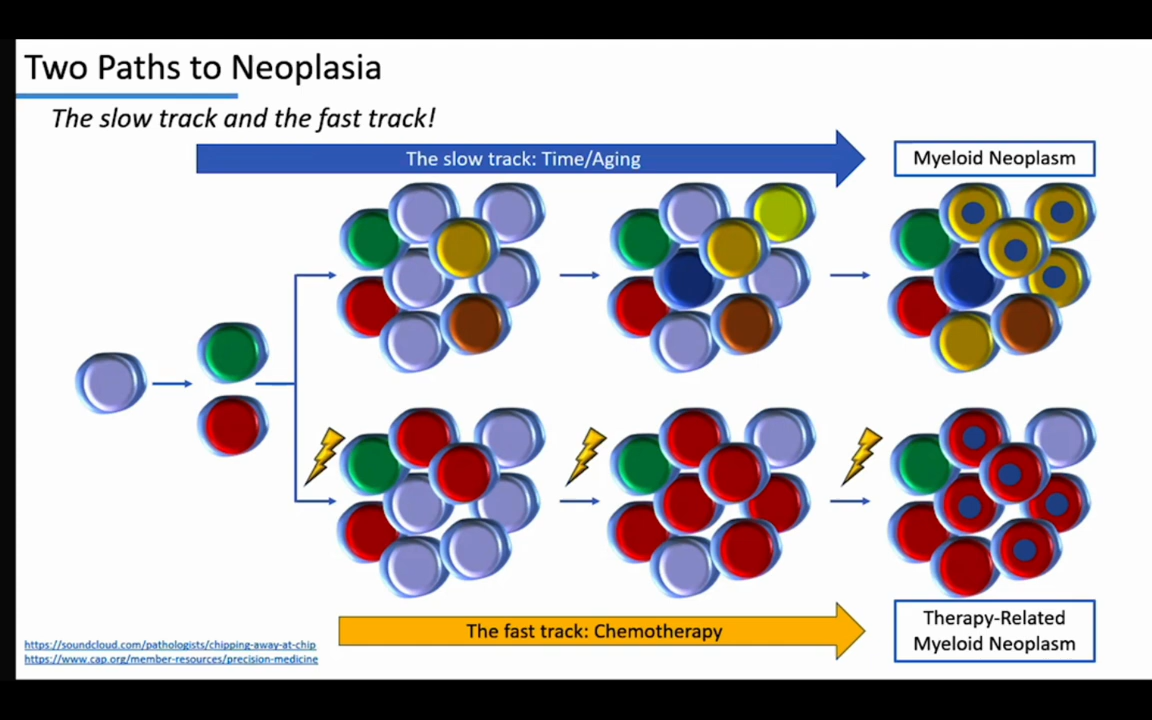 Two Paths to Neoplasia
The slow track and the fast track!
The slow track: Time/Aging
Myeloid Neoplasm
The fast track: Chemotherapy
Therapy-Related
Myeloid Neoplasm
https://soundcloud.com/pathologists/chipping-away-at-chip
https://www.cap.org/member-resources/precision-medicine